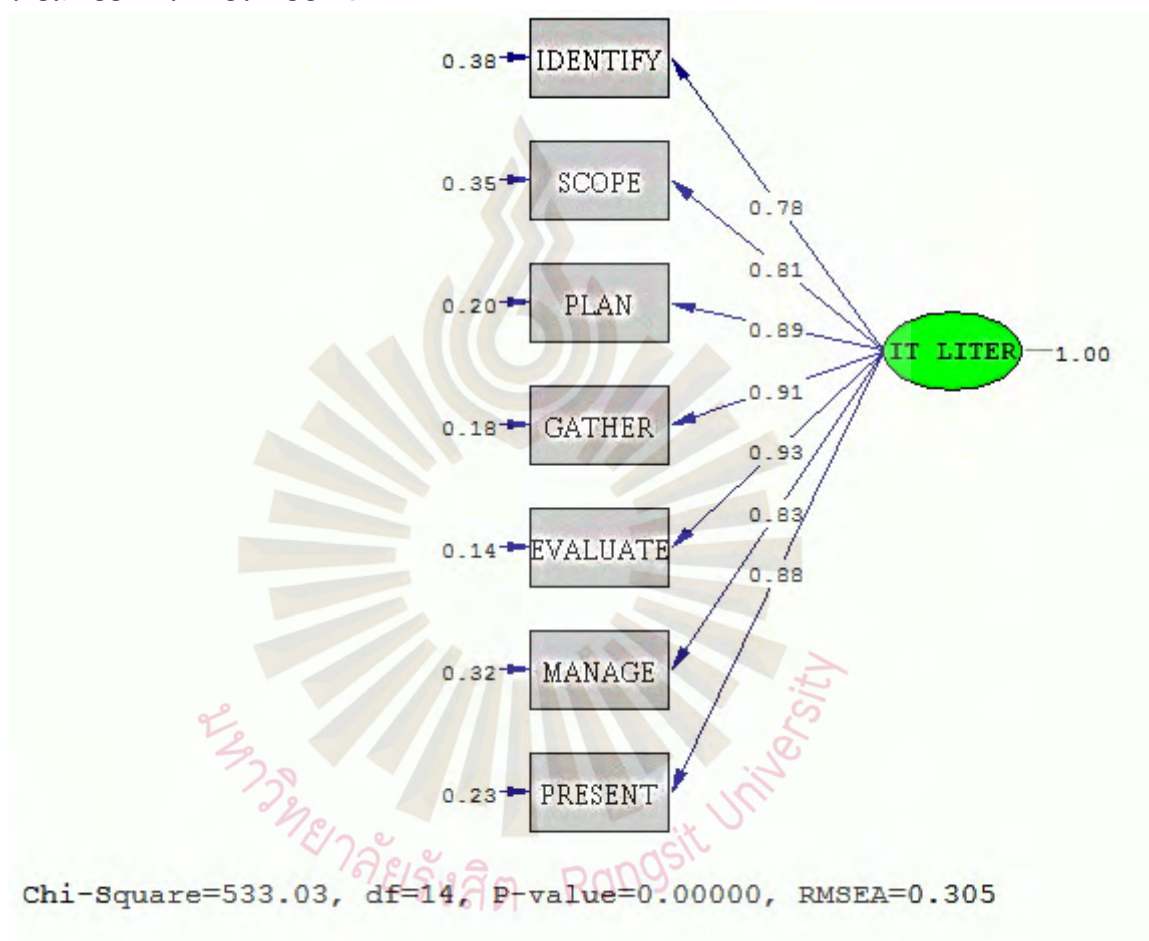 0.38
IDENTIFY
0.35
SCOPE
0.78
0.81
0.20
PLAN
0.89
IT LITER
1.00
0.91
0.18
GATHER
0.93
0.83
0.14
EVALUATE
0.88
0.32
MANAGE
0.23
PRESENT
มหาวิทยาลัยรังสิต Rangsit University
Chi-Square=533.03, df=14, P-value=0.00000, RMSEA=0.305